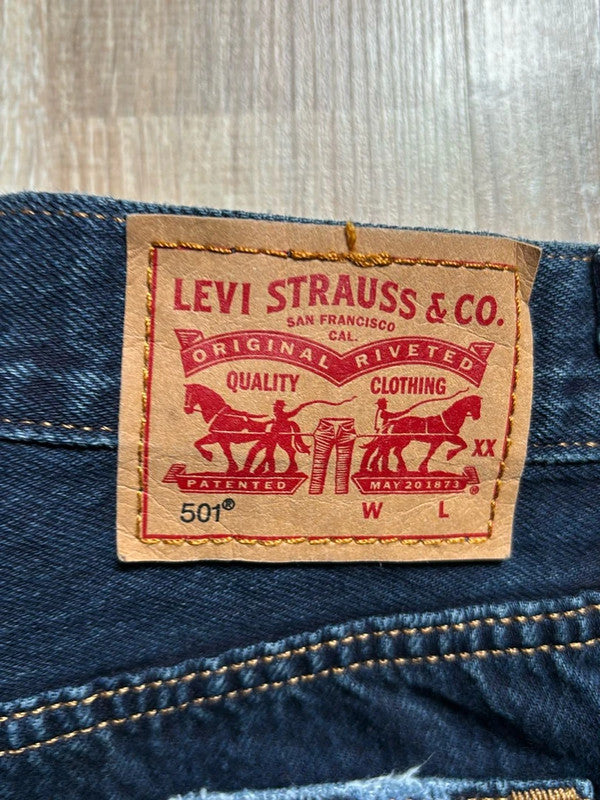 LEVI STRAUSS & CO.
SAN FRANCISCO
CAL.
ORIGINAL RIVETED
QUALITY CLOTHING
XX
PATENTED MAY 20 1873
®
501® W L